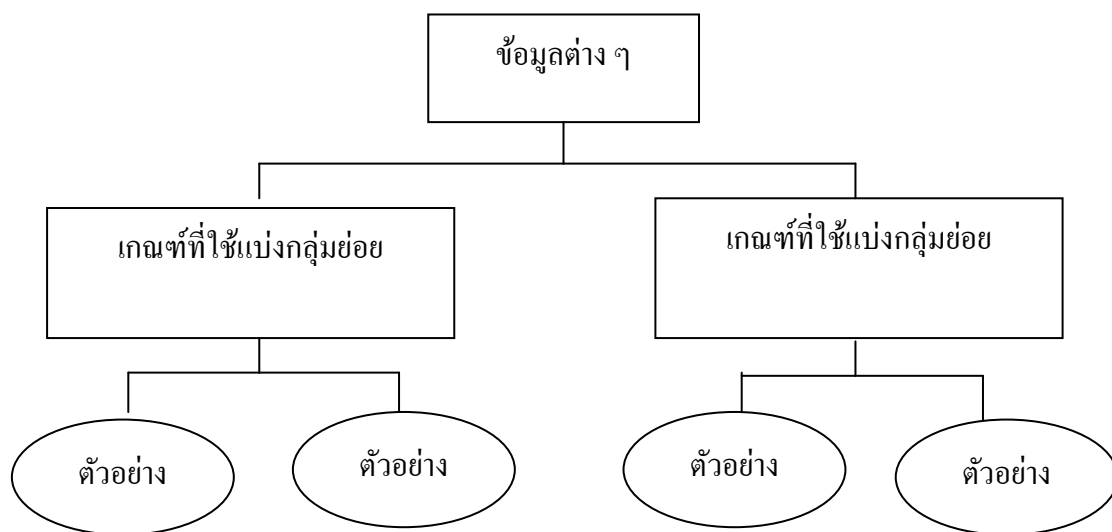 ข้อมูลต่าง ๆ
เกณฑ์ที่ใช้แบ่งกลุ่มย่อย
เกณฑ์ที่ใช้แบ่งกลุ่มย่อย
ตัวอย่าง
ตัวอย่าง
ตัวอย่าง
ตัวอย่าง